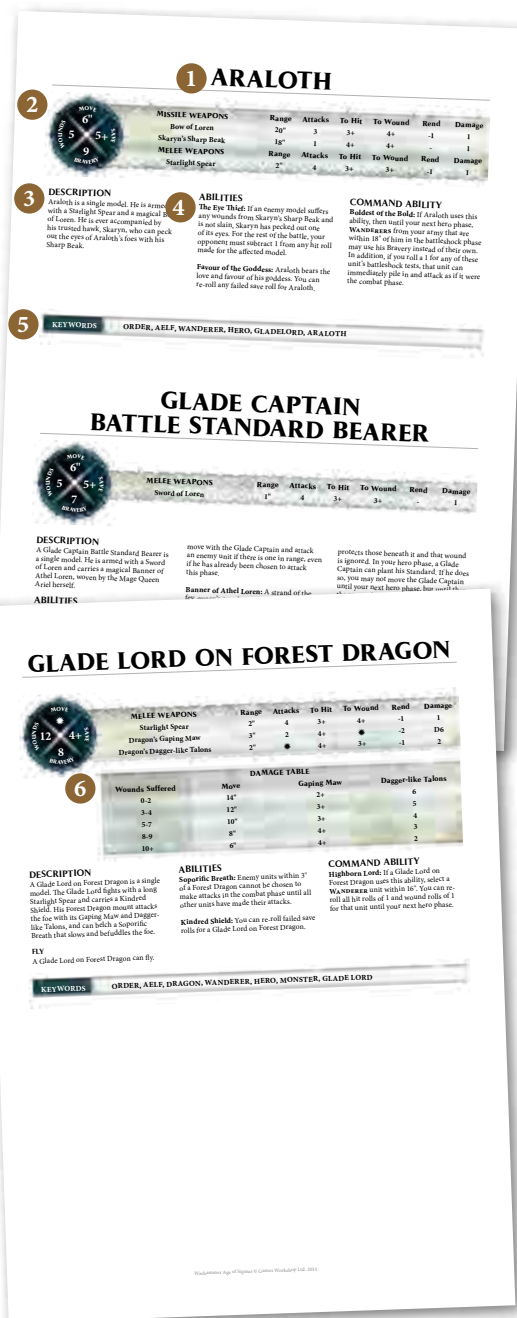 1 ARALOTH
2
MOVE
6"
WOUNDS 5 5+ SAVE
9
BRAVERY
MISSILE WEAPONS Range Attacks To Hit To Wound Rend Damage
Bow of Loren 20" 3 3+ 4+ -1 1
Skaryn's Sharp Beak 18" 1 4+ 4+ - 1
MELEE WEAPONS Range Attacks To Hit To Wound Rend Damage
Starlight Spear 2" 4 3+ 3+ -1 1
3 DESCRIPTION
Araloth is a single model. He is armed
with a Starlight Spear and a magical B
of Loren. He is ever accompanied by
his trusted hawk, Skaryn, who can peck
out the eyes of Araloth's foes with his
Sharp Beak.
4 ABILITIES
The Eye Thief: If an enemy model suffers
any wounds from Skaryn's Sharp Beak and
is not slain, Skaryn has pecked out one
of its eyes. For the rest of the battle, your
opponent must subtract 1 from any hit roll
made for the affected model.
Favour of the Goddess: Araloth bears the
love and favour of his goddess. You can
re-roll any failed save roll for Araloth.
COMMAND ABILITY
Boldest of the Bold: If Araloth uses this
ability, then until your next hero phase,
WANDERERS from your army that are
within 18" of him in the battleshock phase
may use his Bravery instead of their own.
In addition, if you roll a 1 for any of these
unit's battleshock tests, that unit can
immediately pile in and attack as if it were
the combat phase.
5 KEYWORDS ORDER, AELF, WANDERER, HERO, GLADELORD, ARALOTH
GLADE CAPTAIN
BATTLE STANDARD BEARER
MOVE
6"
WOUNDS 5 5+ SAVE
7
BRAVERY
MELEE WEAPONS Range Attacks To Hit To Wound Rend Damage
Sword of Loren 1" 4 3+ 3+ - 1
DESCRIPTION
A Glade Captain Battle Standard Bearer is
a single model. He is armed with a Sword
of Loren and carries a magical Banner of
Athel Loren, woven by the Mage Queen
Ariel herself.
ABILITIES
move with the Glade Captain and attack
an enemy unit if there is one in range, even
if he has already been chosen to attack
this phase.
Banner of Athel Loren: A strand of the
protects those beneath it and that wound
is ignored. In your hero phase, a Glade
Captain can plant his Standard. If he does
so, you may not move the Glade Captain
until your next hero phase, but until
GLADE LORD ON FOREST DRAGON
MOVE
✹
WOUNDS 12 4+ SAVE
8
BRAVERY
MELEE WEAPONS Range Attacks To Hit To Wound Rend Damage
Starlight Spear 2" 4 3+ 4+ -1 1
Dragon's Gaping Maw 3" 2 4+ ✹ -2 D6
Dragon's Dagger-like Talons 2" ✹ 4+ 3+ -1 2
6 DAMAGE TABLE
Wounds Suffered Move Gaping Maw Dagger-like Talons
0-2 14" 2+ 6
3-4 12" 3+ 5
5-7 10" 3+ 4
8-9 8" 4+ 3
10+ 6" 4+ 2
DESCRIPTION
A Glade Lord on Forest Dragon is a single
model. The Glade Lord fights with a long
Starlight Spear and carries a Kindred
Shield. His Forest Dragon mount attacks
the foe with its Gaping Maw and Dagger-
like Talons, and can belch a Soporific
Breath that slows and befuddles the foe.
FLY
A Glade Lord on Forest Dragon can fly.
ABILITIES
Soporific Breath: Enemy units within 3"
of a Forest Dragon cannot be chosen to
make attacks in the combat phase until all
other units have made their attacks.
Kindred Shield: You can re-roll failed save
rolls for a Glade Lord on Forest Dragon.
COMMAND ABILITY
Highborn Lord: If a Glade Lord on
Forest Dragon uses this ability, select a
WANDERER unit within 16". You can re-
roll all hit rolls of 1 and wound rolls of 1
for that unit until your next hero phase.
KEYWORDS ORDER, AELF, DRAGON, WANDERER, HERO, MONSTER, GLADE LORD
Warhammer: Age of Sigmar © Games Workshop Ltd. 2015